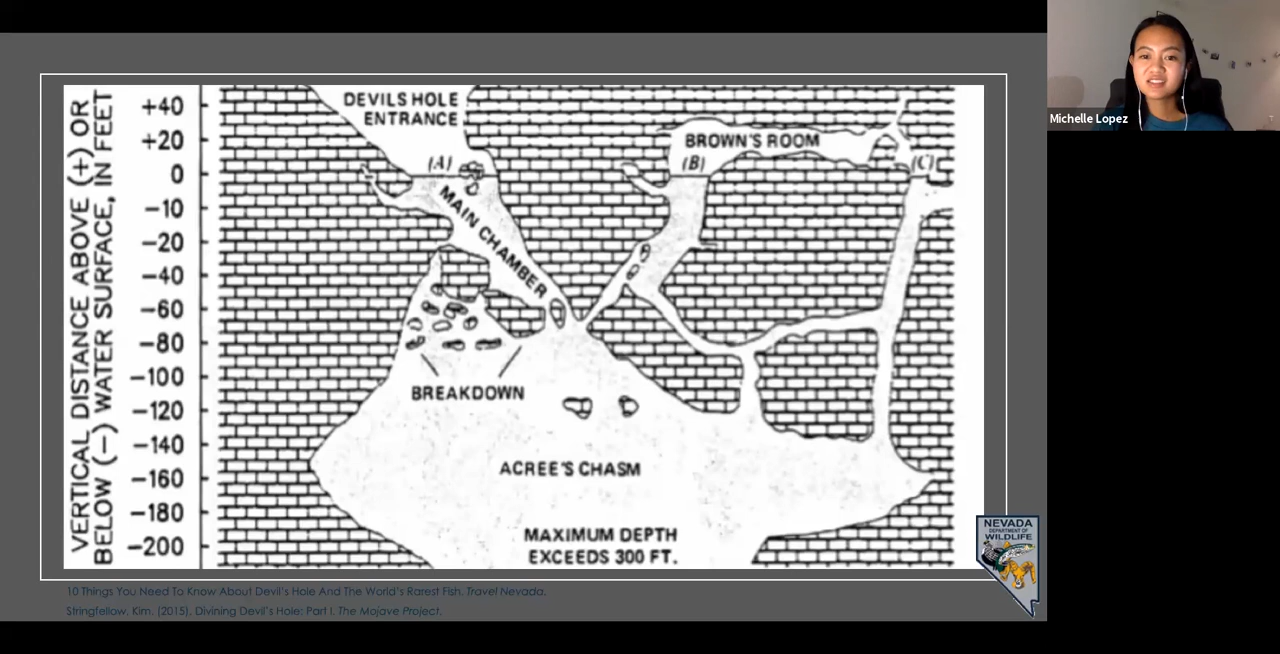 VERTICAL DISTANCE ABOVE (+) OR
BELOW (−) WATER SURFACE, IN FEET
+40
+20
0
−10
−20
−40
−60
−80
−100
−120
−140
−160
−180
−200
DEVILS HOLE
ENTRANCE
(A)
MAIN CHAMBER
BROWN'S ROOM
(B)
(C)
BREAKDOWN
ACREE'S CHASM
MAXIMUM DEPTH
EXCEEDS 300 FT.
10 Things You Need To Know About Devil's Hole And The World's Rarest Fish. Travel Nevada.
Stringfellow, Kim. (2015). Divining Devil's Hole: Part I. The Mojave Project.
NEVADA
DEPARTMENT OF
WILDLIFE
Michelle Lopez